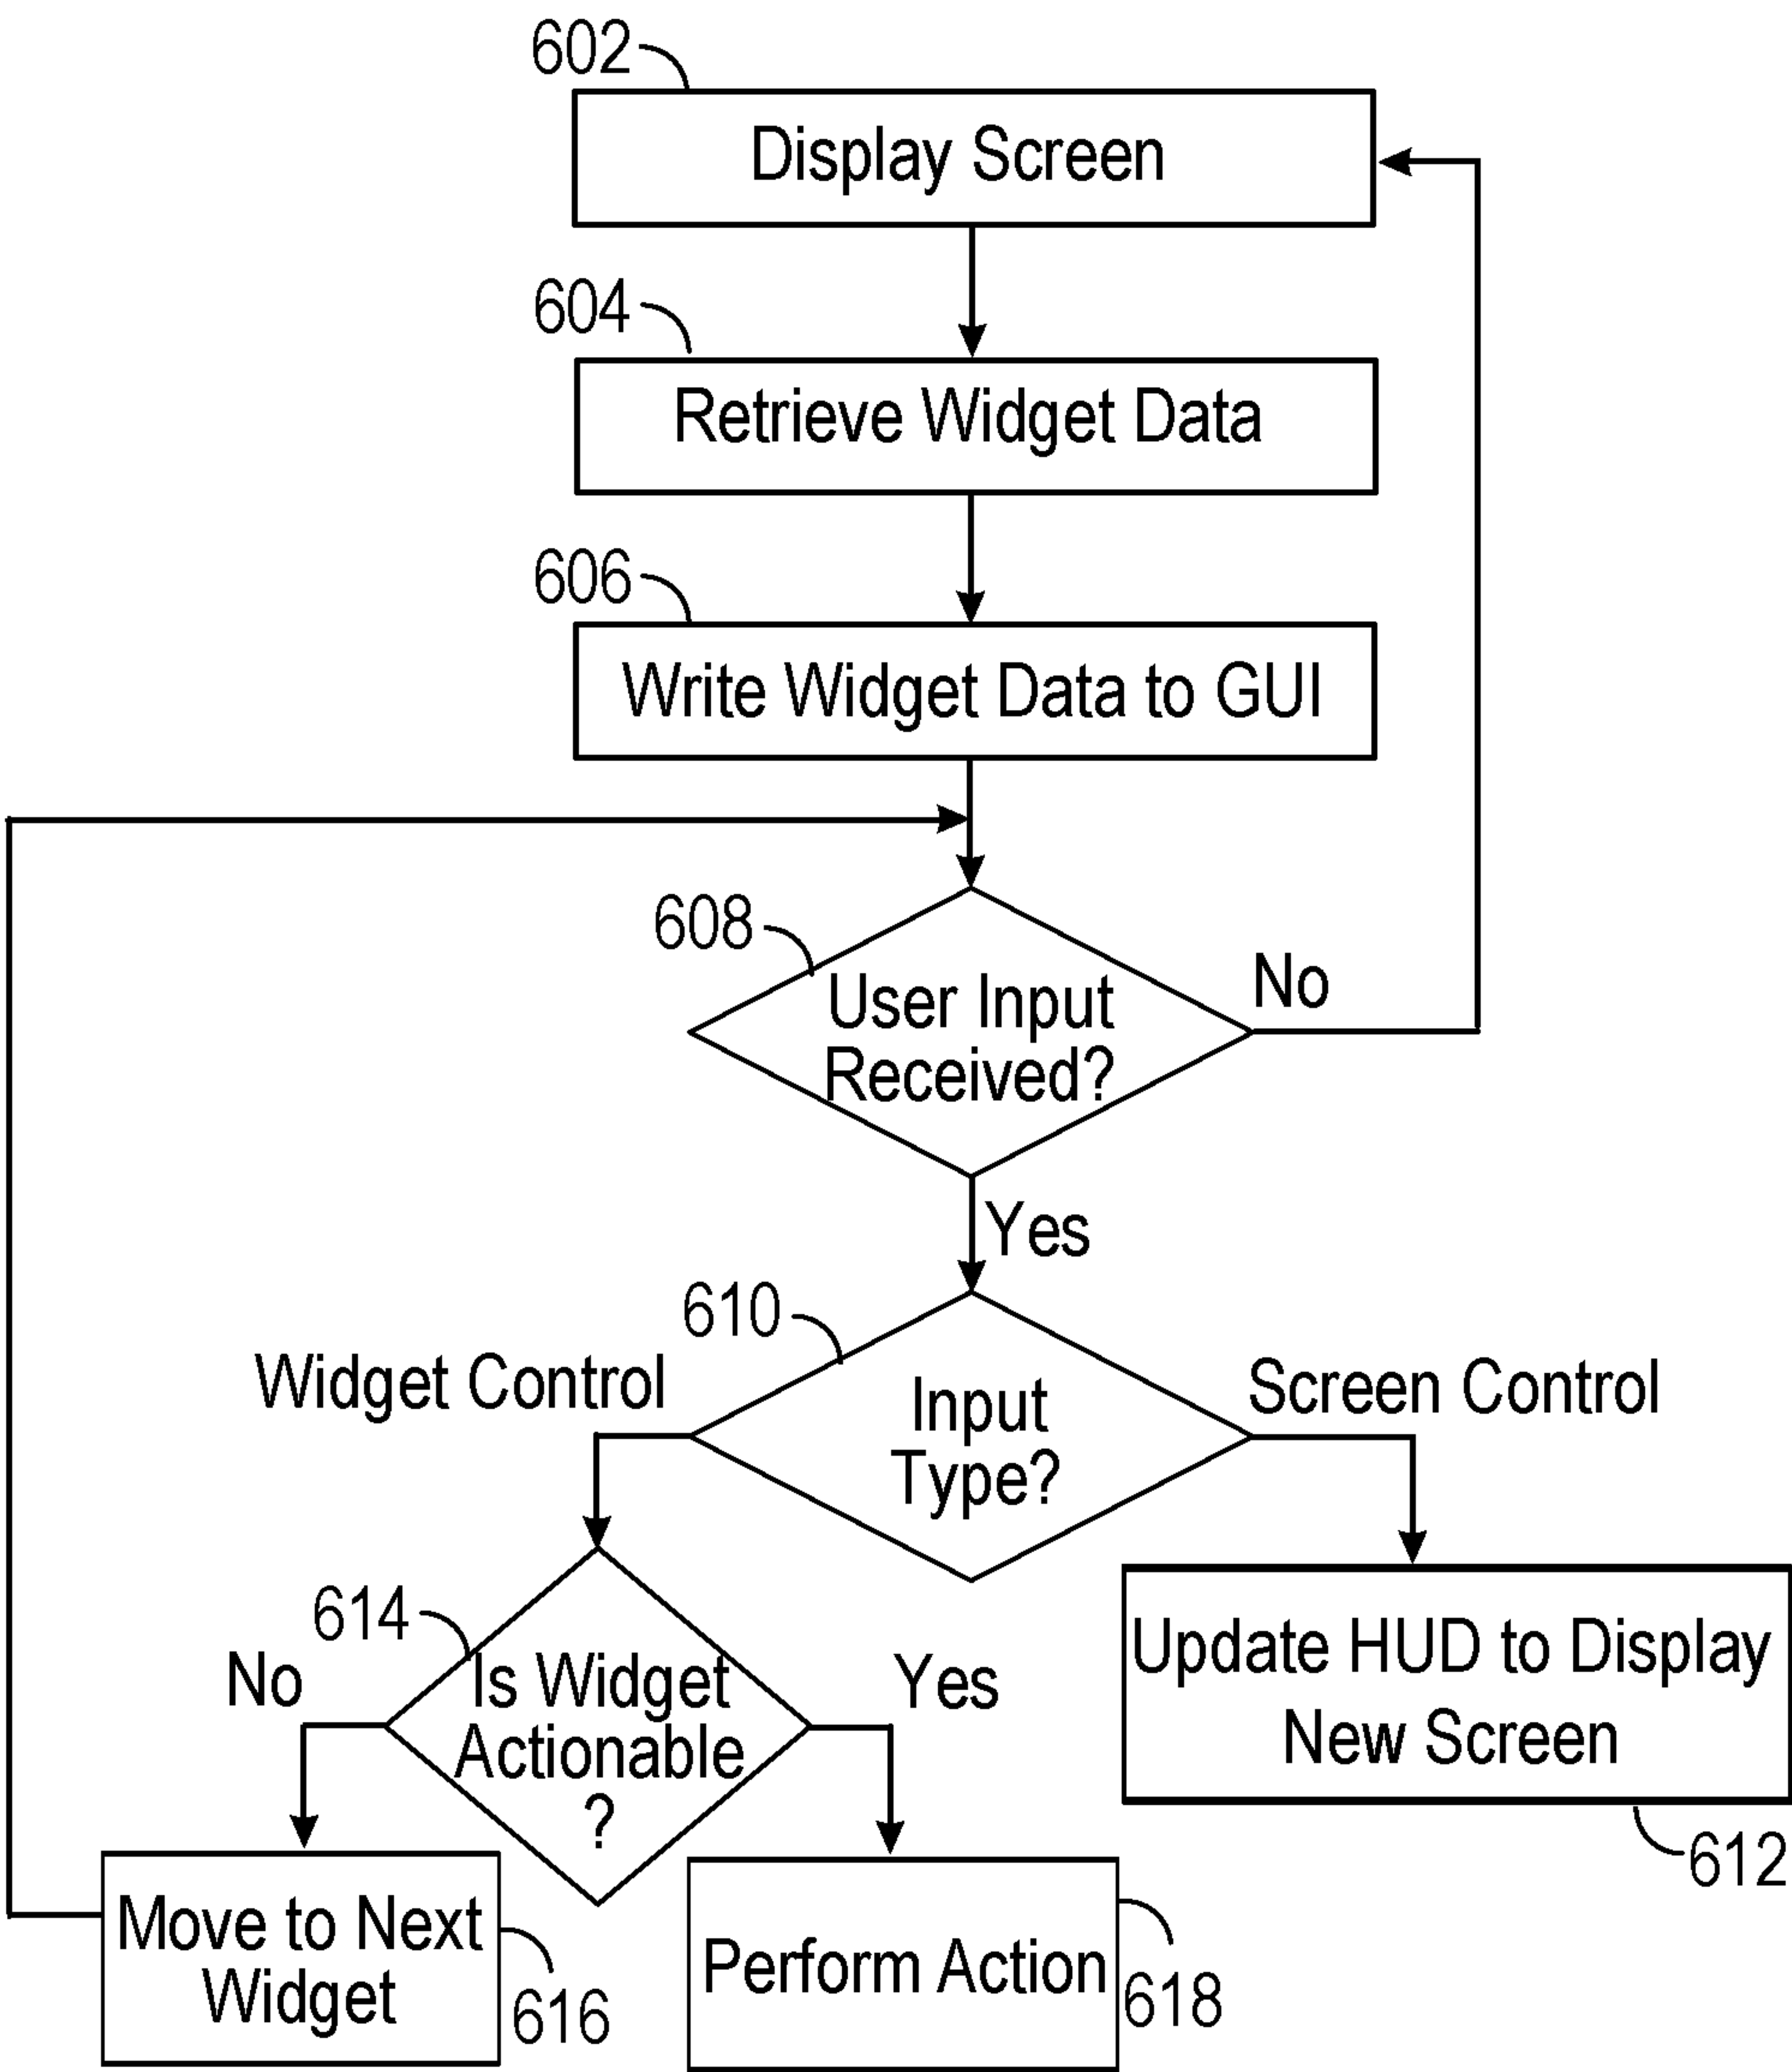 602
Display Screen
604
Retrieve Widget Data
606
Write Widget Data to GUI
608
User Input
Received?
No
Yes
610
Widget Control
Input
Type?
Screen Control
614
No
Is Widget
Actionable
?
Yes
Update HUD to Display
New Screen
612
Move to Next
Widget
616
Perform Action
618